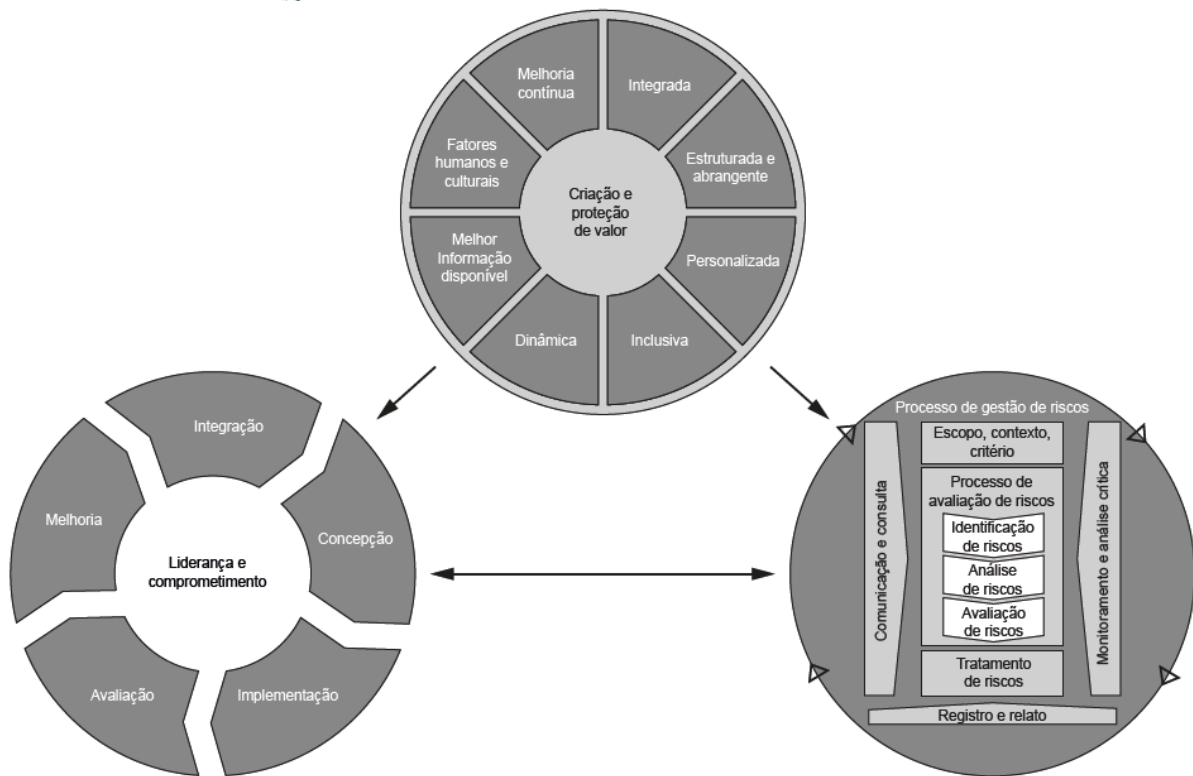 Melhoria
contínua
Integrada
Fatores
humanos e
culturais
Estruturada e
abrangente
Criação e
proteção
de valor
Melhor
Informação
disponível
Personalizada
Dinâmica
Inclusiva
Integração
Melhoria
Concepção
Liderança e
comprometimento
Avaliação
Implementação
Processo de gestão de riscos
Escopo, contexto,
critério
Processo de
avaliação de riscos
Identificação
de riscos
Análise
de riscos
Avaliação
de riscos
Tratamento
de riscos
Comunicação e consulta
Monitoramento e análise crítica
Registro e relato